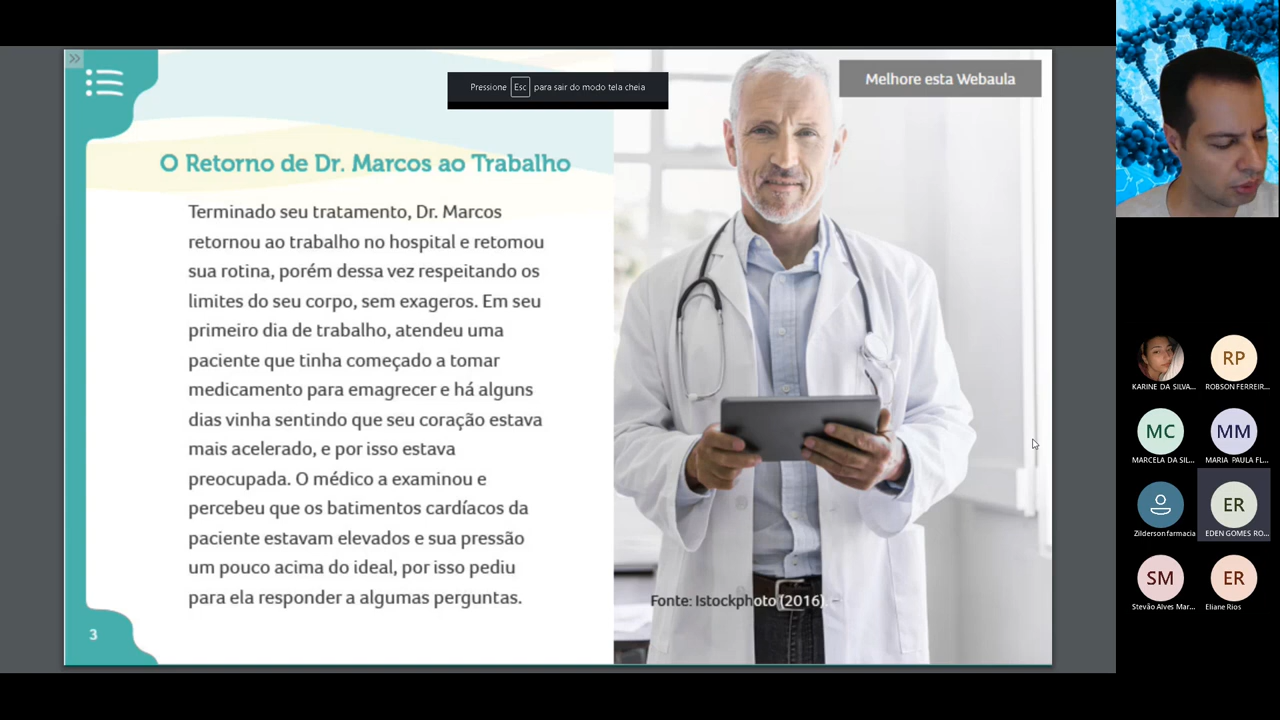 Melhore esta Webaula
Pressione Esc para sair do modo tela cheia
O Retorno de Dr. Marcos ao Trabalho
Terminado seu tratamento, Dr. Marcos
retornou ao trabalho no hospital e retomou
sua rotina, porém dessa vez respeitando os
limites do seu corpo, sem exageros. Em seu
primeiro dia de trabalho, atendeu uma
paciente que tinha começado a tomar
medicamento para emagrecer e há alguns
dias vinha sentindo que seu coração estava
mais acelerado, e por isso estava
preocupada. O médico a examinou e
percebeu que os batimentos cardíacos da
paciente estavam elevados e sua pressão
um pouco acima do ideal, por isso pediu
para ela responder a algumas perguntas.
Fonte: Istockphoto (2016)
3
RP
KARINE DA SILVA...
ROBSON FERREIR...
MC
MM
MARCELA DA SIL...
MARIA PAULA FL...
ER
Zilderson farmacia
EDEN GOMES RO...
SM
ER
Stevão Alves Mar...
Eliane Rios